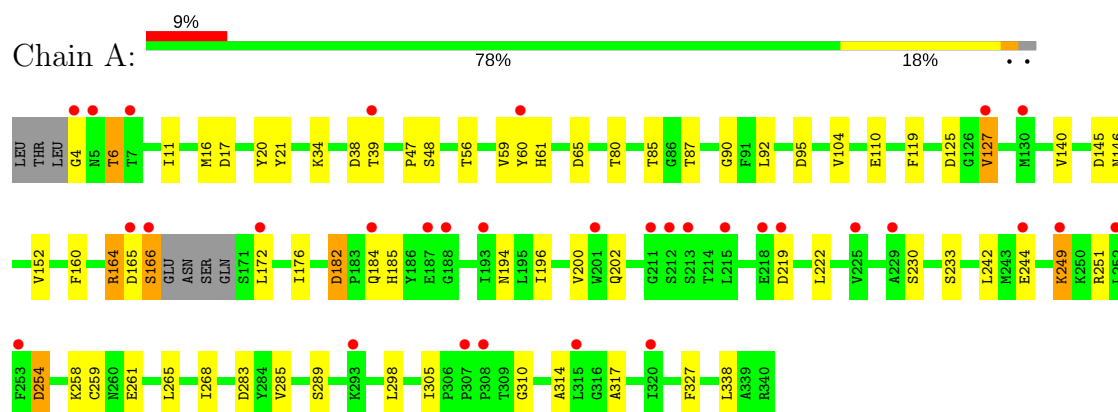 9%
Chain A:
78% 18% • •
LEU THR LEU G4 N5 T6 T7 I11 M16 D17 Y20 Y21 K34 D38 T39 P47 S48 T56 V59 Y60 H61 D65 T80 T85 G86 T87 G90 F91 L92 D95 V104 E110 F119 D125 G126 V127 M130 V140 D145 N146
V152 F160 R164 D165 S166 GLU ASN SER GLN S171 L172 I176 D182 P183 Q184 H185 Y186 E187 G188 I193 N194 L195 I196 V200 W201 Q202 G211 S212 S213 T214 L215 E218 D219 L222 V225 A229 S230 S233 L242 M243 E244 K249 K250 R251 L252
F253 D254 K258 C259 N260 E261 L265 I268 D283 Y284 V285 S289 K293 L298 I305 P306 P307 P308 T309 G310 A314 L315 G316 A317 I320 F327 L338 A339 R340